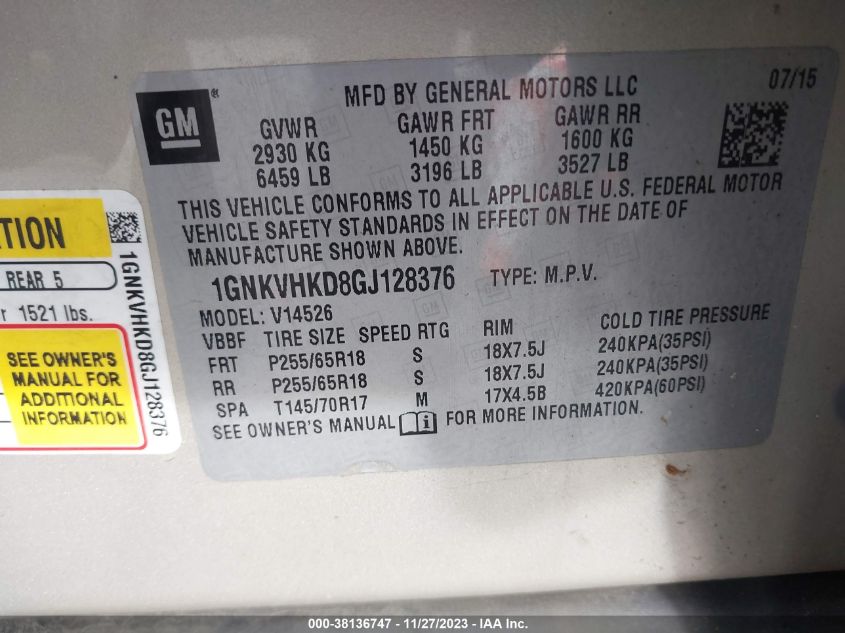 GM ®
MFD BY GENERAL MOTORS LLC 07/15
GVWR GAWR FRT GAWR RR
2930 KG 1450 KG 1600 KG
6459 LB 3196 LB 3527 LB
THIS VEHICLE CONFORMS TO ALL APPLICABLE U.S. FEDERAL MOTOR
VEHICLE SAFETY STANDARDS IN EFFECT ON THE DATE OF
MANUFACTURE SHOWN ABOVE.
1GNKVHKD8GJ128376 TYPE: M.P.V.
MODEL: V14526
VBBF TIRE SIZE SPEED RTG RIM COLD TIRE PRESSURE
FRT P255/65R18 S 18X7.5J 240KPA(35PSI)
RR P255/65R18 S 18X7.5J 240KPA(35PSI)
SPA T145/70R17 M 17X4.5B 420KPA(60PSI)
SEE OWNER'S MANUAL i FOR MORE INFORMATION.
TION
REAR 5
r 1521 lbs.
SEE OWNER'S
MANUAL FOR
ADDITIONAL
INFORMATION
1GNKVHKD8GJ128376
000-38136747 - 11/27/2023 - IAA Inc.